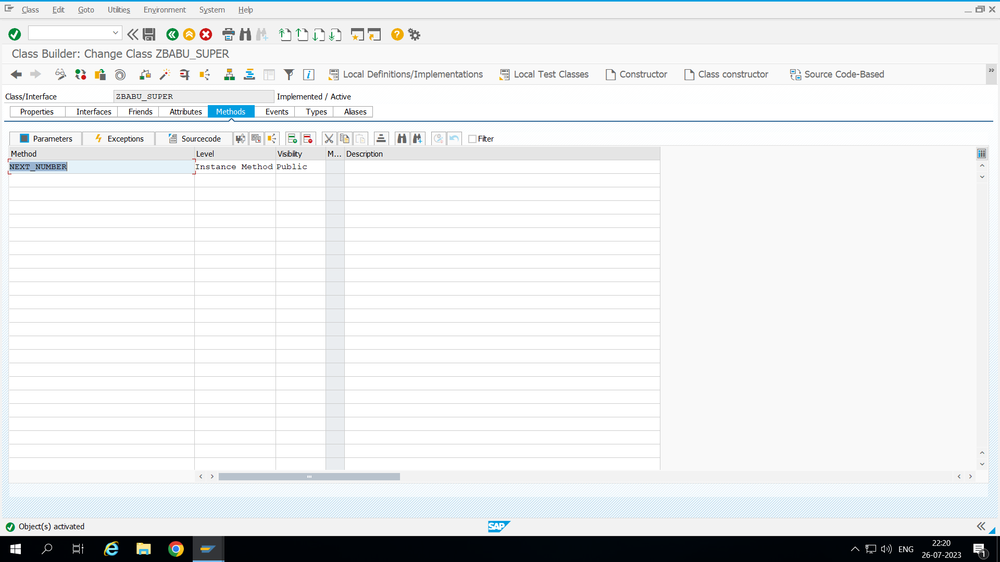 Class Edit Goto Utilities Environment System Help
Class Builder: Change Class ZBABU_SUPER
Local Definitions/Implementations Local Test Classes Constructor Class constructor Source Code-Based
Class/Interface ZBABU_SUPER Implemented / Active
Properties Interfaces Friends Attributes Methods Events Types Aliases
Parameters Exceptions Sourcecode Filter
Method Level Visibility M... Description
NEXT_NUMBER Instance Method Public
Object(s) activated SAP
22:20
ENG
26-07-2023
1